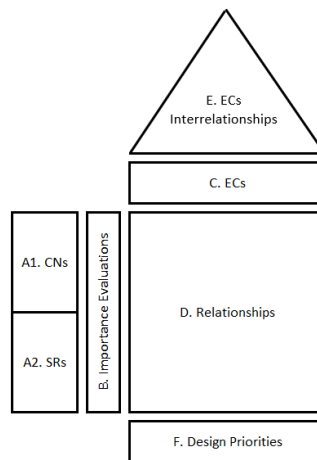 E. ECs
Interrelationships
C. ECs
A1. CNs
A2. SRs
B. Importance Evaluations
D. Relationships
F. Design Priorities